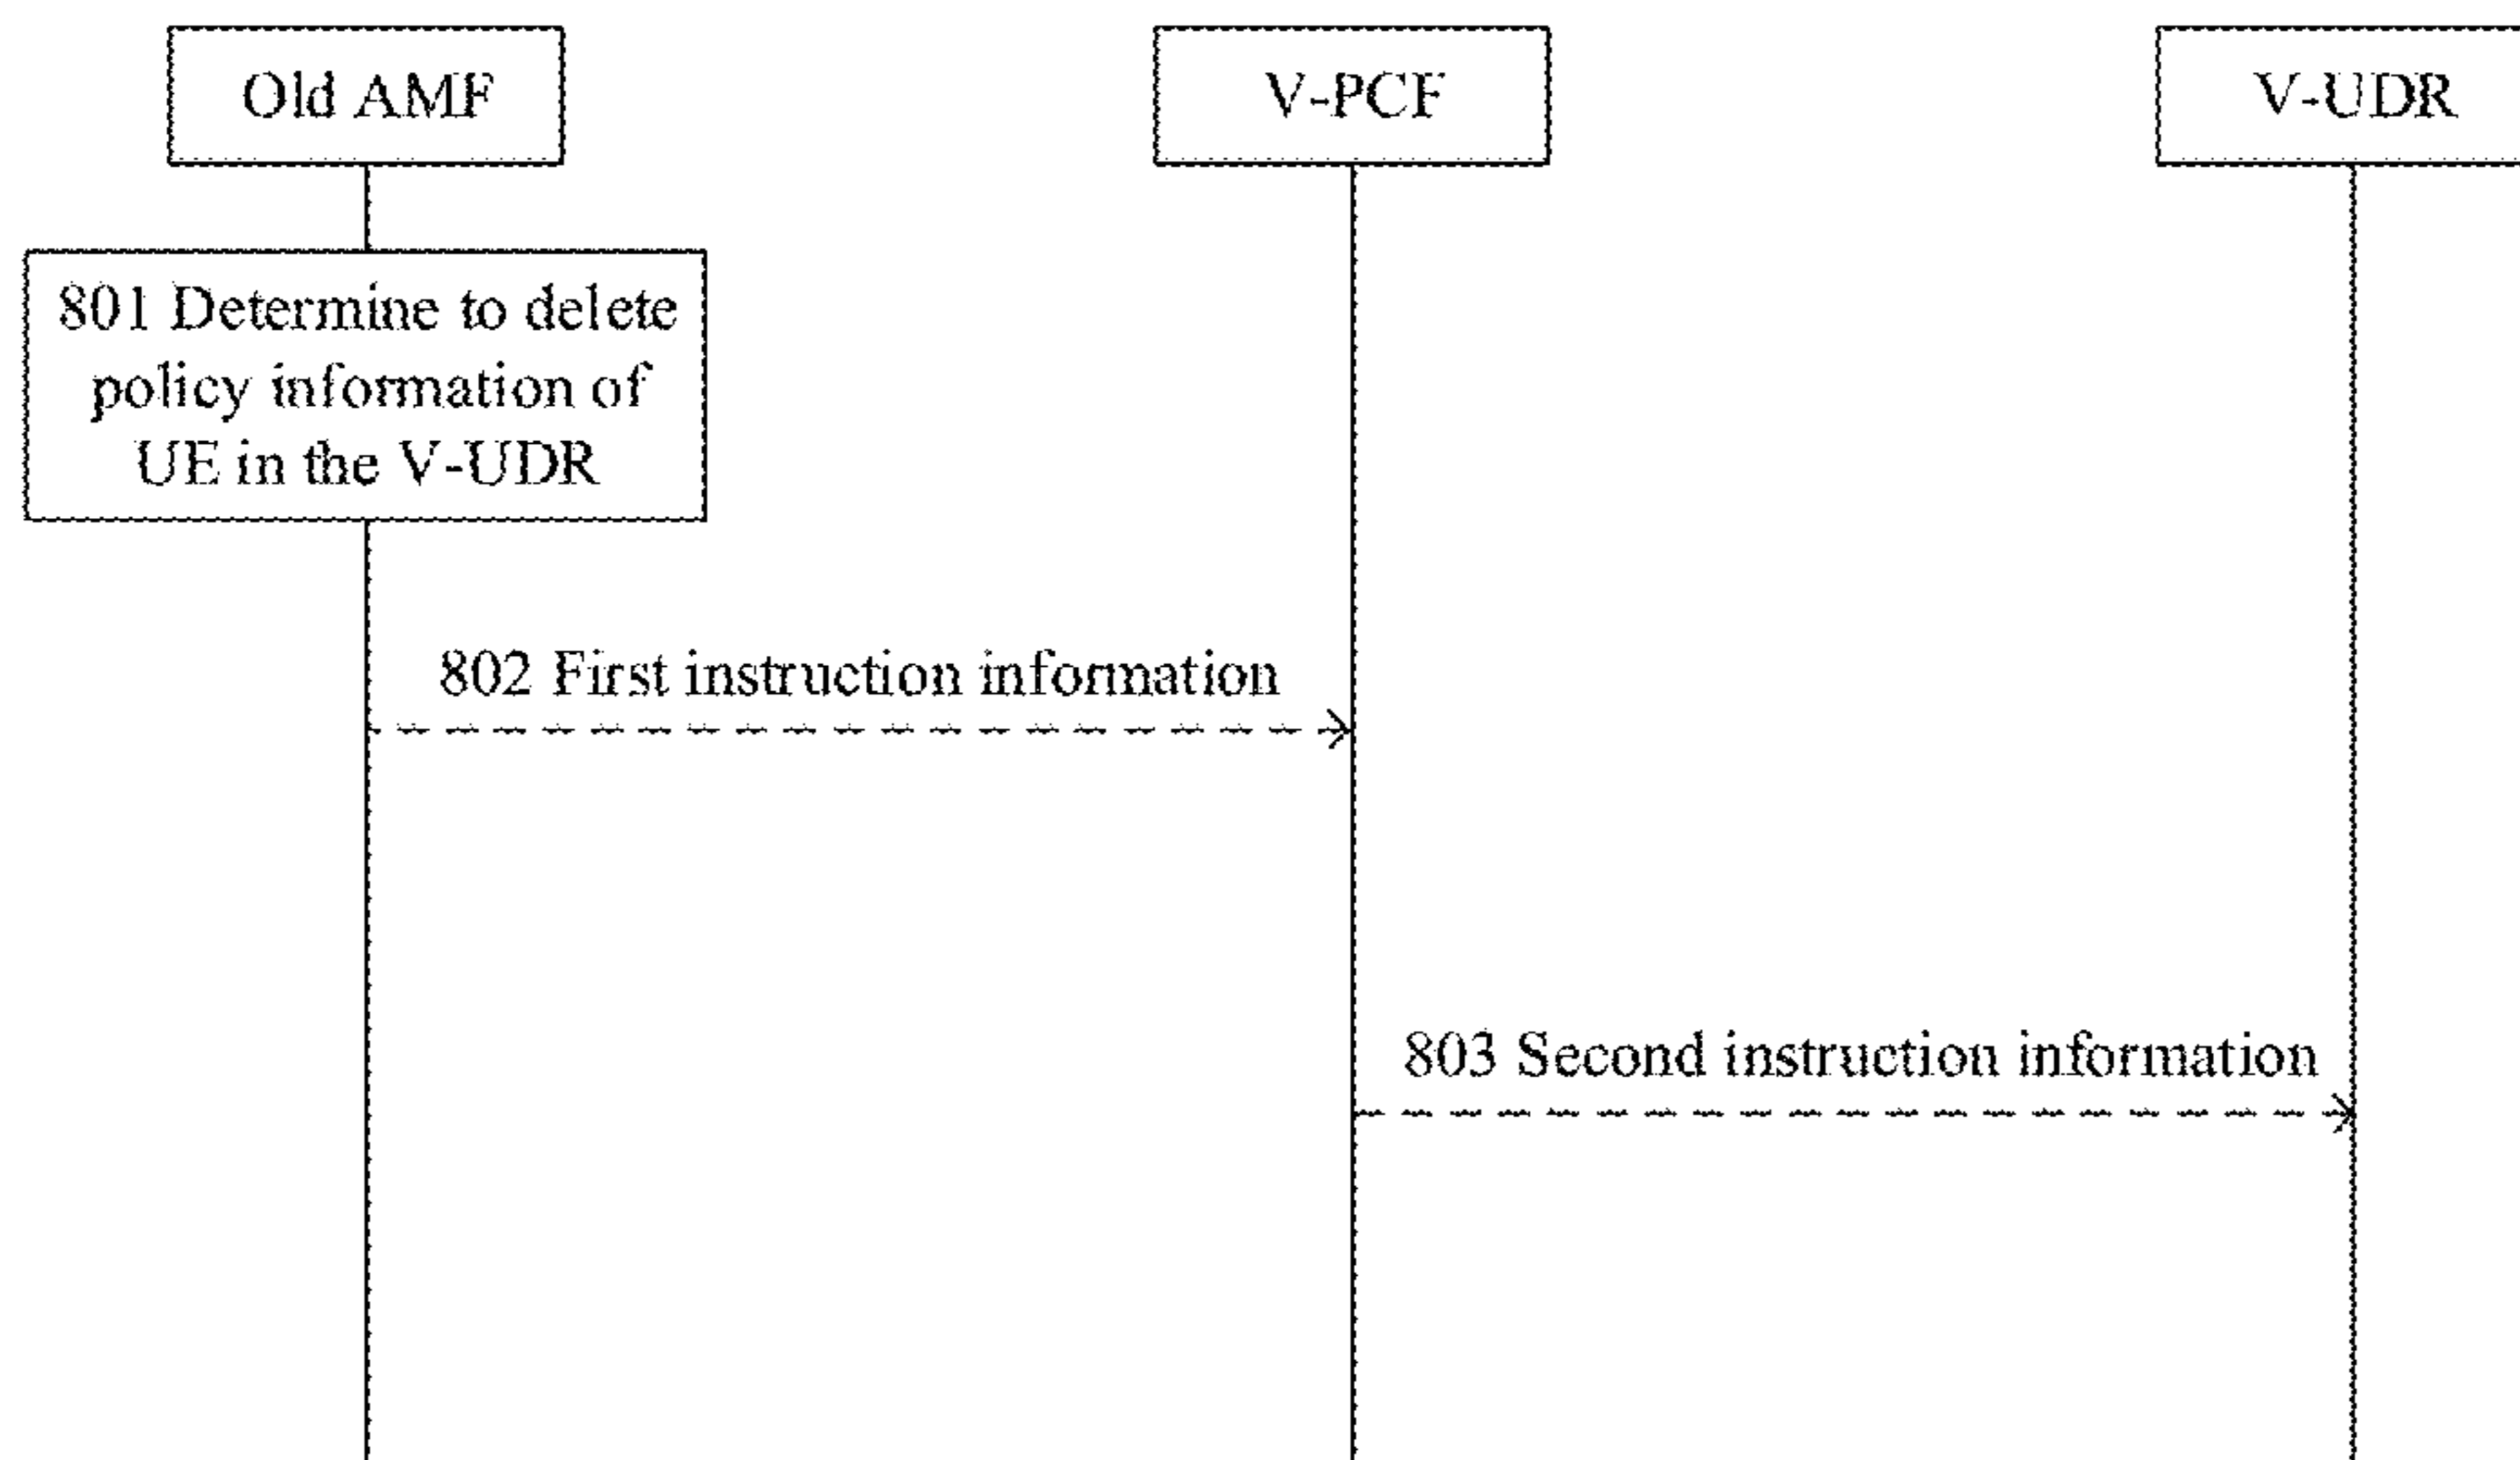 Old AMF
V-PCF
V-UDR
801 Determine to delete
policy information of
UE in the V-UDR
802 First instruction information
803 Second instruction information